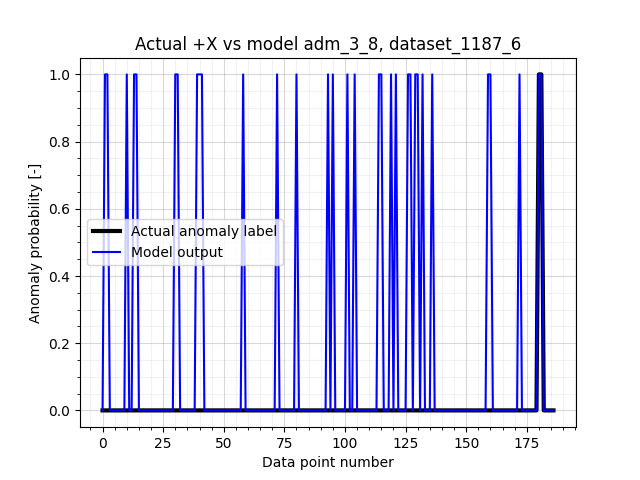 Actual +X vs model adm_3_8, dataset_1187_6
Anomaly probability [-]
1.0
0.8
0.6
0.4
0.2
0.0
Actual anomaly label
Model output
0 25 50 75 100 125 150 175
Data point number